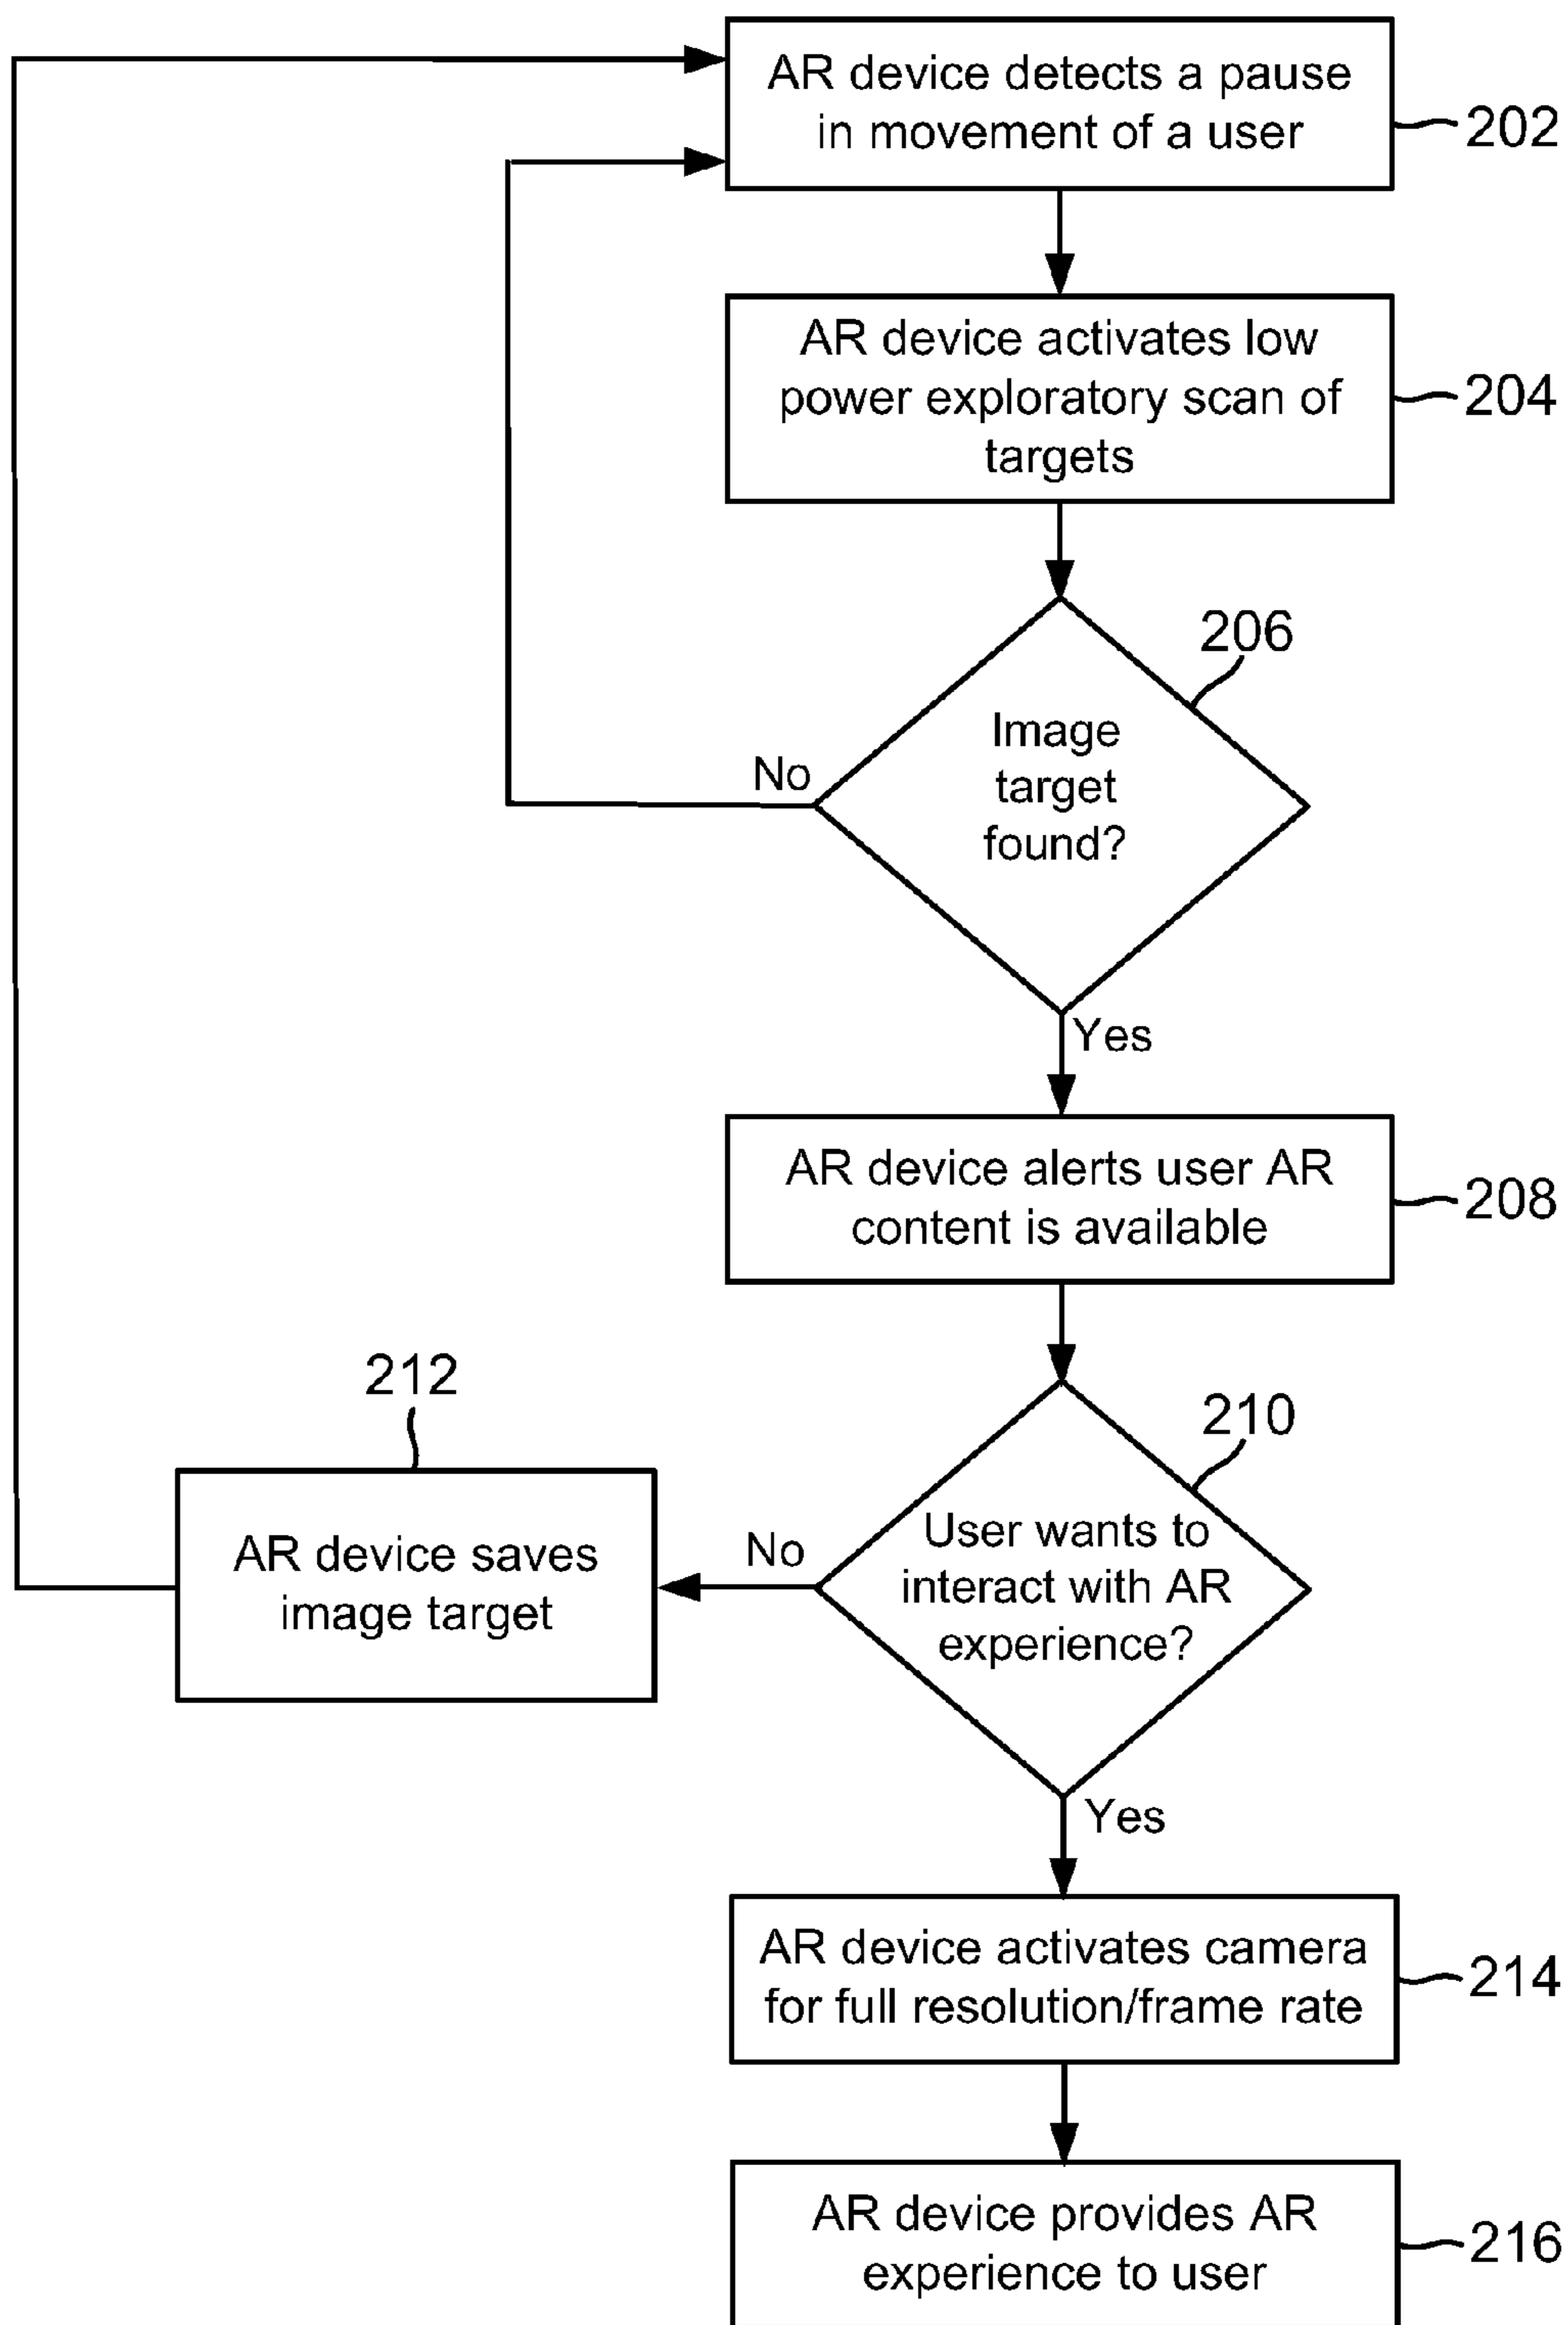 AR device detects a pause
in movement of a user
202
AR device activates low
power exploratory scan of
targets
204
206
Image
target
found?
No
Yes
AR device alerts user AR
content is available
208
210
User wants to
interact with AR
experience?
No
212
AR device saves
image target
Yes
AR device activates camera
for full resolution/frame rate
214
AR device provides AR
experience to user
216